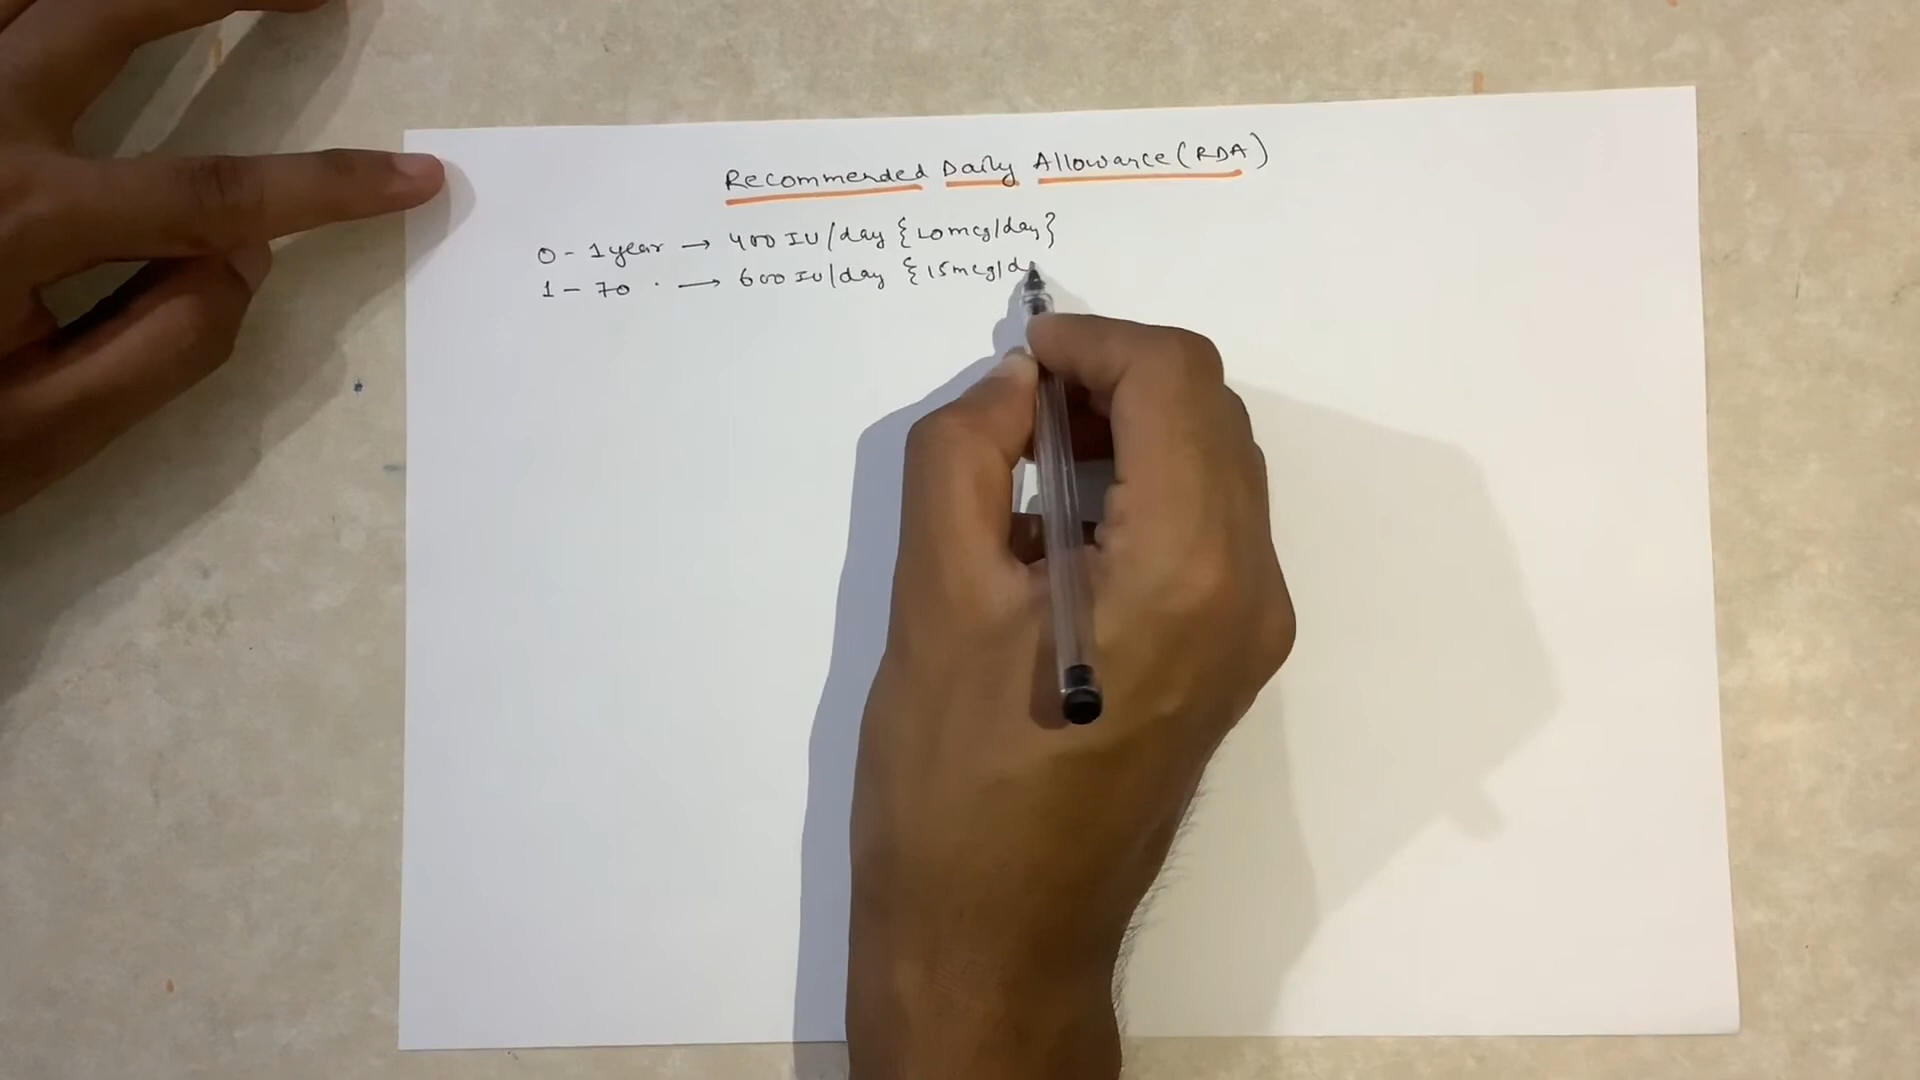 Recommended Daily Allowance (RDA)
0 - 1 year → 400 IU/day {10mcg/day}
1 - 70 · → 600 IU/day {15mcg/d